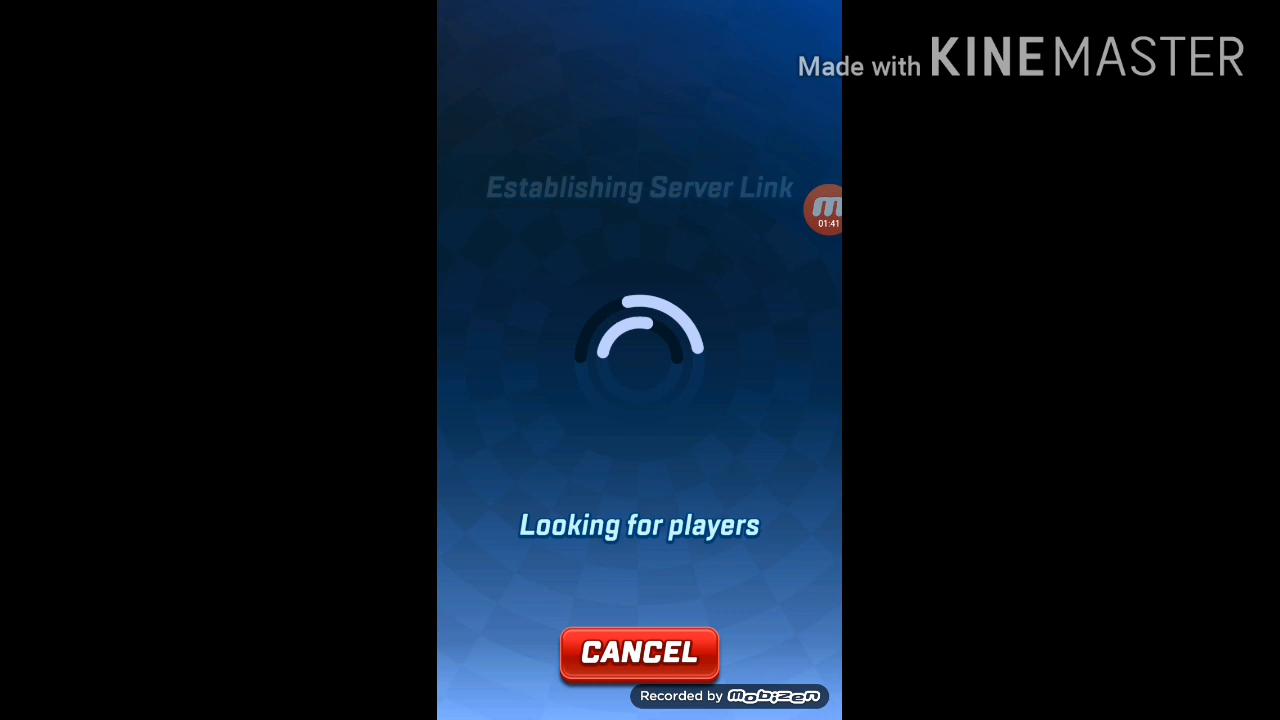 Made with KINEMASTER
Establishing Server Link
m
01:41
Looking for players
CANCEL
Recorded by mobizen